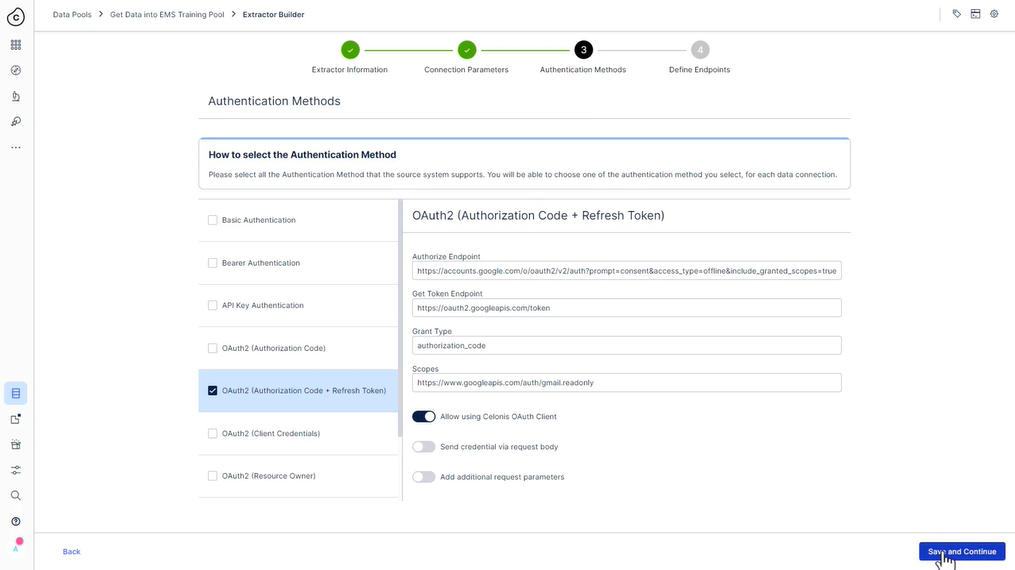 Data Pools > Get Data into EMS Training Pool > Extractor Builder
3
4
Extractor Information
Connection Parameters
Authentication Methods
Define Endpoints
Authentication Methods
How to select the Authentication Method
Please select all the Authentication Method that the source system supports. You will be able to choose one of the authentication method you select, for each data connection.
Basic Authentication
Bearer Authentication
API Key Authentication
OAuth2 (Authorization Code)
OAuth2 (Authorization Code + Refresh Token)
OAuth2 (Client Credentials)
OAuth2 (Resource Owner)
OAuth2 (Authorization Code + Refresh Token)
Authorize Endpoint
https://accounts.google.com/o/oauth2/v2/auth?prompt=consent&access_type=offline&include_granted_scopes=true
Get Token Endpoint
https://oauth2.googleapis.com/token
Grant Type
authorization_code
Scopes
https://www.googleapis.com/auth/gmail.readonly
Allow using Celonis OAuth Client
Send credential via request body
Add additional request parameters
A
Back
Save and Continue